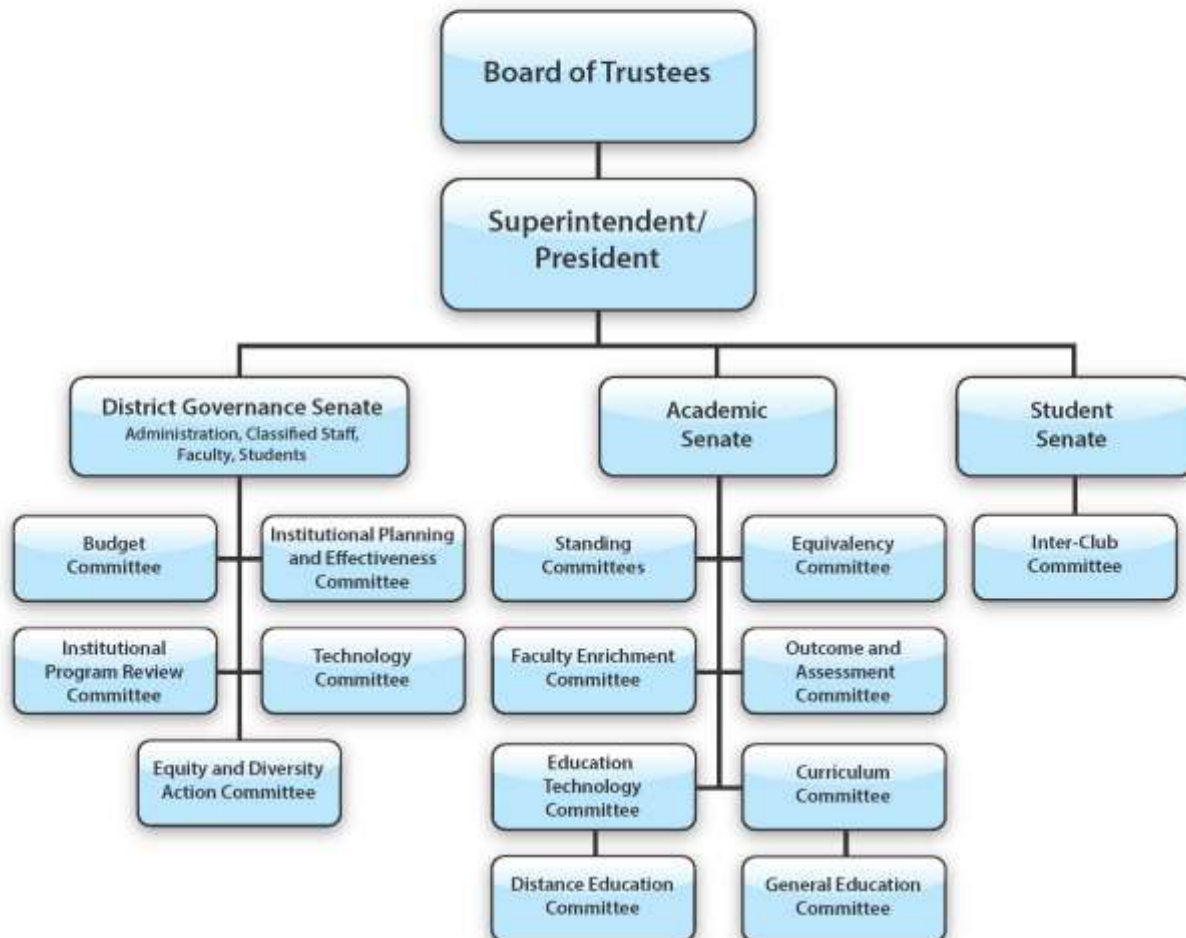 Board of Trustees
Superintendent/
President
District Governance Senate
Administration, Classified Staff,
Faculty, Students
Academic
Senate
Student
Senate
Budget
Committee
Institutional Planning
and Effectiveness
Committee
Standing
Committees
Equivalency
Committee
Inter-Club
Committee
Institutional
Program Review
Committee
Technology
Committee
Faculty Enrichment
Committee
Outcome and
Assessment
Committee
Equity and Diversity
Action Committee
Education
Technology
Committee
Curriculum
Committee
Distance Education
Committee
General Education
Committee